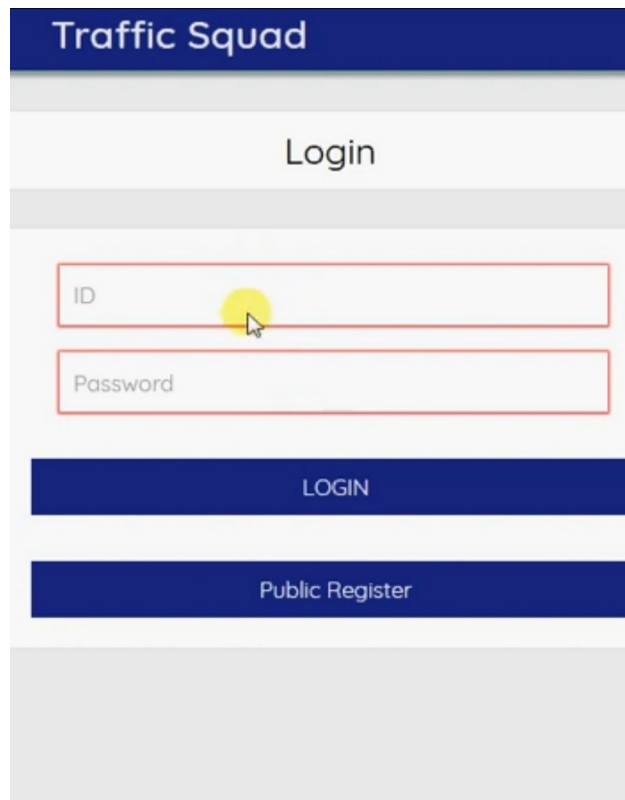 Traffic Squad
Login
ID
Password
LOGIN
Public Register